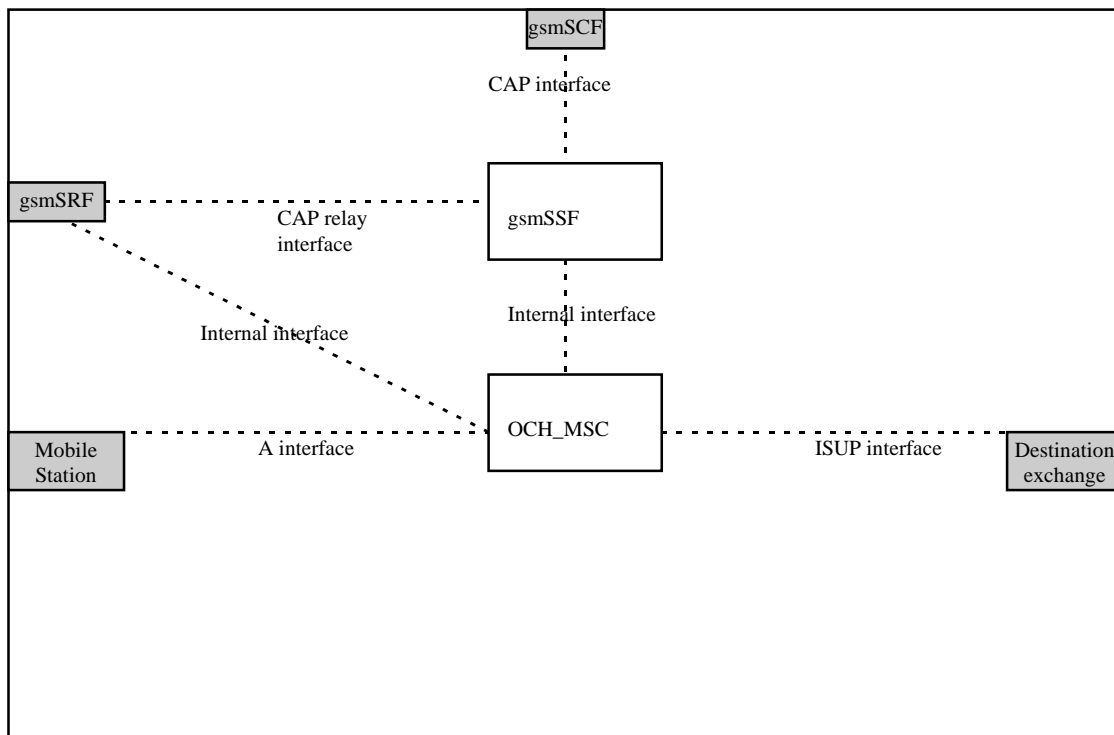 gsmSCF
CAP interface
gsmSRF
CAP relay
interface
gsmSSF
Internal interface
Internal interface
OCH_MSC
Mobile
Station
A interface
ISUP interface
Destination
exchange